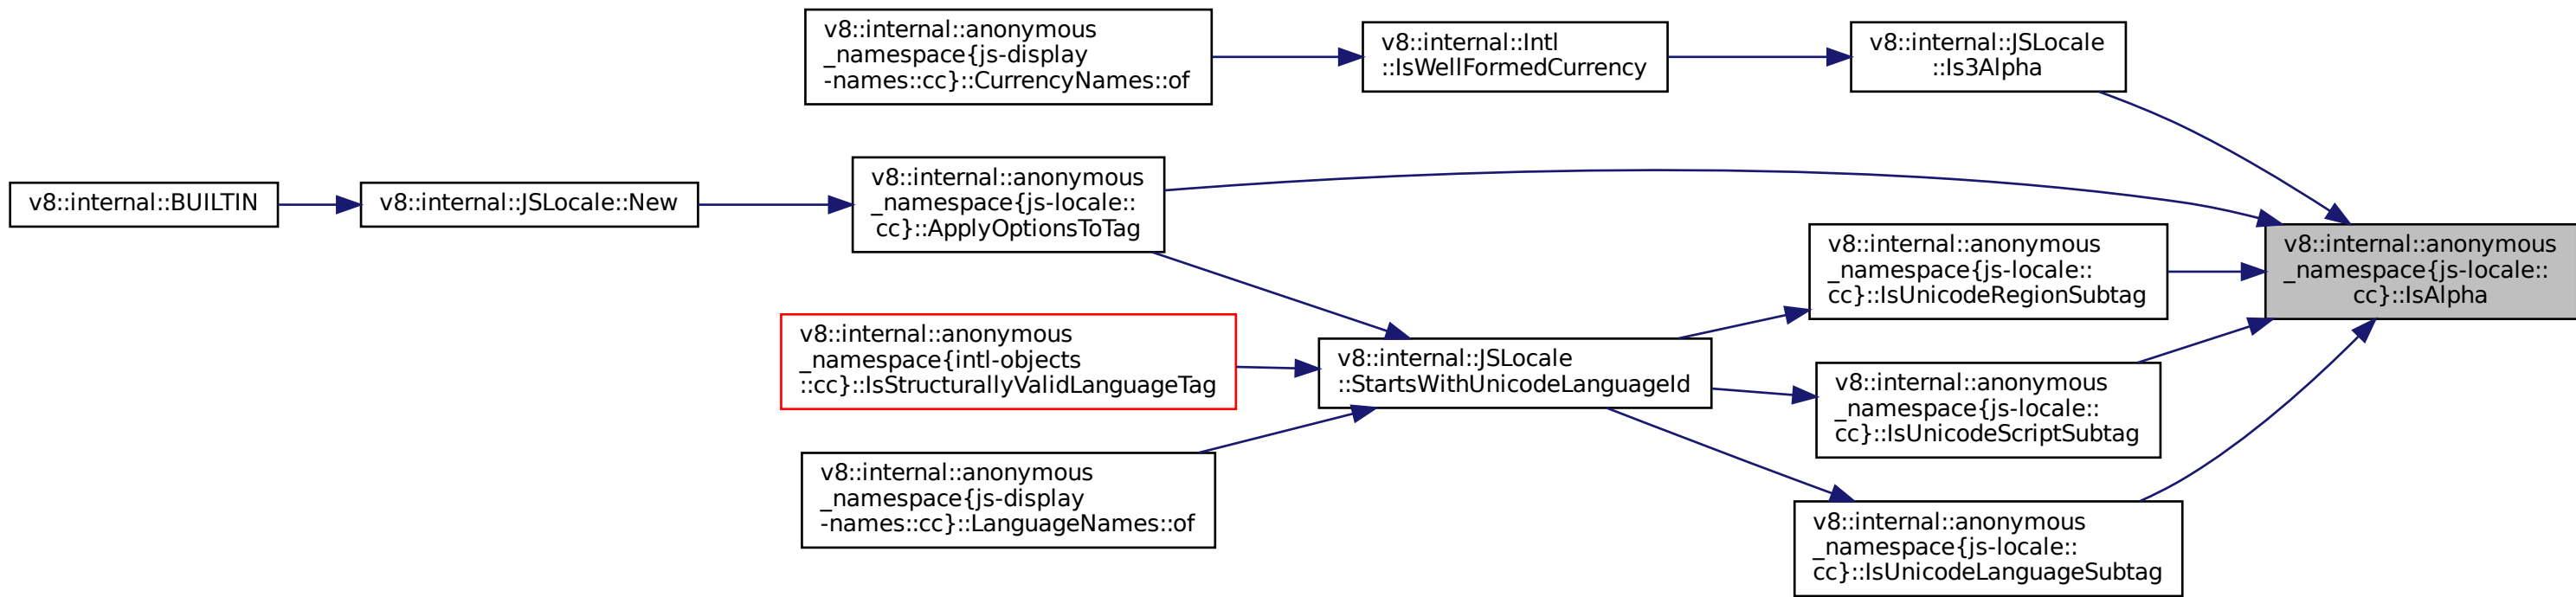 v8::internal::anonymous
_namespace{js-display
-names::cc}::CurrencyNames::of
v8::internal::Intl
::IsWellFormedCurrency
v8::internal::JSLocale
::Is3Alpha
v8::internal::BUILTIN
v8::internal::JSLocale::New
v8::internal::anonymous
_namespace{js-locale::
cc}::ApplyOptionsToTag
v8::internal::anonymous
_namespace{js-locale::
cc}::IsUnicodeRegionSubtag
v8::internal::anonymous
_namespace{js-locale::
cc}::IsAlpha
v8::internal::anonymous
_namespace{intl-objects
::cc}::IsStructurallyValidLanguageTag
v8::internal::JSLocale
::StartsWithUnicodeLanguageId
v8::internal::anonymous
_namespace{js-locale::
cc}::IsUnicodeScriptSubtag
v8::internal::anonymous
_namespace{js-display
-names::cc}::LanguageNames::of
v8::internal::anonymous
_namespace{js-locale::
cc}::IsUnicodeLanguageSubtag